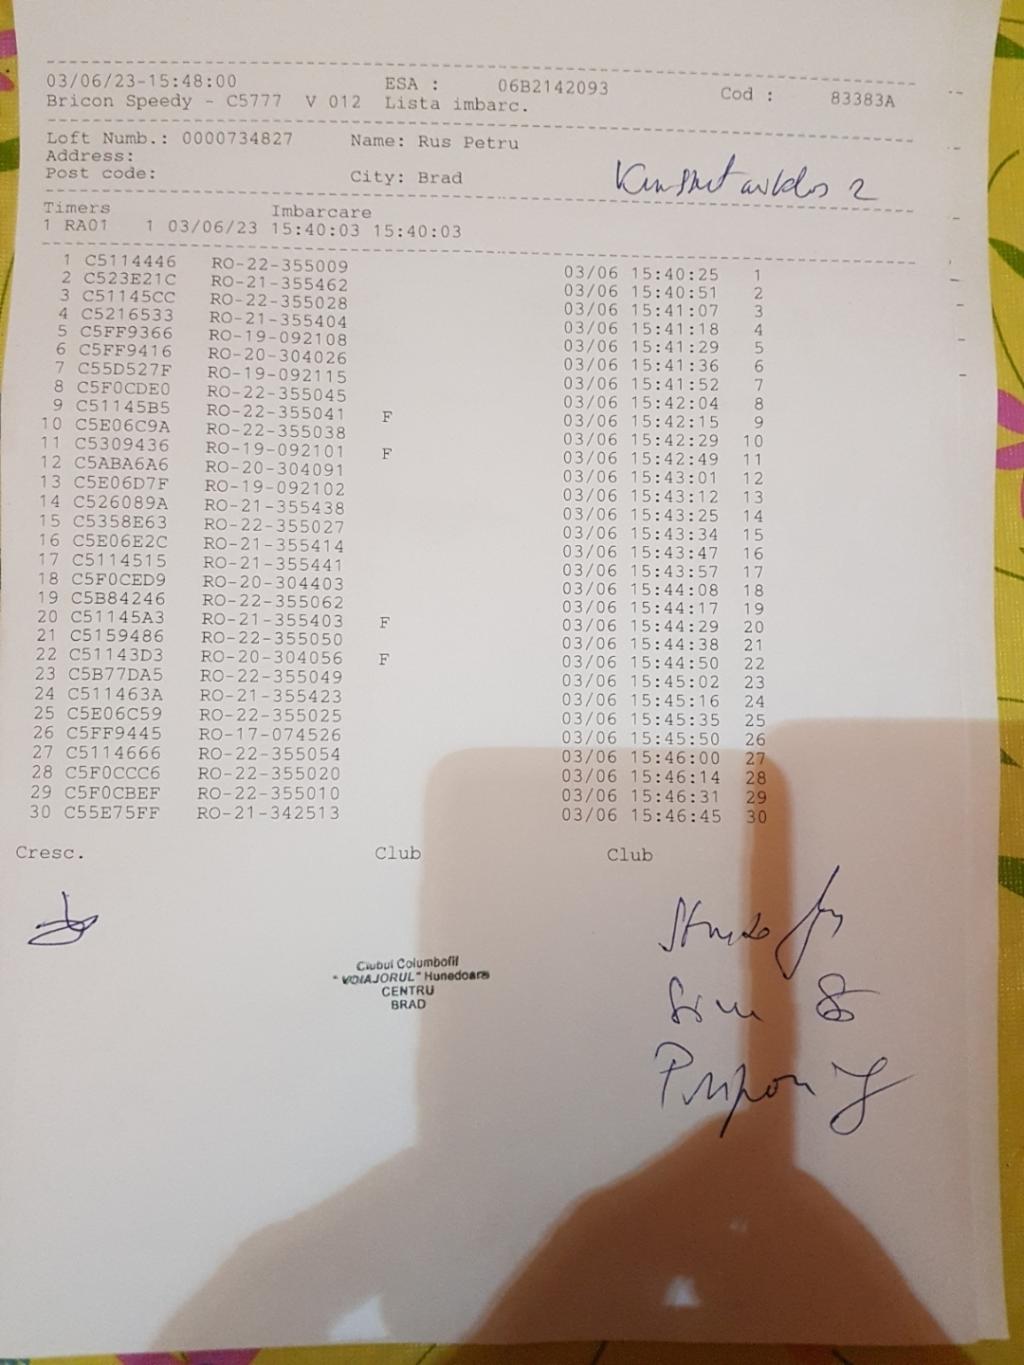 03/06/23-15:48:00 ESA : 06B2142093 Cod : 83383A
Bricon Speedy - C5777 V 012 Lista imbarc.
Loft Numb.: 0000734827 Name: Rus Petru
Address:
Post code: City: Brad
2
Timers Imbarcare
1 RA01 1 03/06/23 15:40:03 15:40:03
1 C5114446 RO-22-355009 03/06 15:40:25 1
2 C523E21C RO-21-355462 03/06 15:40:51 2
3 C51145CC RO-22-355028 03/06 15:41:07 3
4 C5216533 RO-21-355404 03/06 15:41:18 4
5 C5FF9366 RO-19-092108 03/06 15:41:29 5
6 C5FF9416 RO-20-304026 03/06 15:41:36 6
7 C55D527F RO-19-092115 03/06 15:41:52 7
8 C5F0CDE0 RO-22-355045 03/06 15:42:04 8
9 C51145B5 RO-22-355041 F 03/06 15:42:15 9
10 C5E06C9A RO-22-355038 03/06 15:42:29 10
11 C5309436 RO-19-092101 F 03/06 15:42:49 11
12 C5ABA6A6 RO-20-304091 03/06 15:43:01 12
13 C5E06D7F RO-19-092102 03/06 15:43:12 13
14 C526089A RO-21-355438 03/06 15:43:25 14
15 C5358E63 RO-22-355027 03/06 15:43:34 15
16 C5E06E2C RO-21-355414 03/06 15:43:47 16
17 C5114515 RO-21-355441 03/06 15:43:57 17
18 C5F0CED9 RO-20-304403 03/06 15:44:08 18
19 C5B84246 RO-22-355062 03/06 15:44:17 19
20 C51145A3 RO-21-355403 F 03/06 15:44:29 20
21 C5159486 RO-22-355050 03/06 15:44:38 21
22 C51143D3 RO-20-304056 F 03/06 15:44:50 22
23 C5B77DA5 RO-22-355049 03/06 15:45:02 23
24 C511463A RO-21-355423 03/06 15:45:16 24
25 C5E06C59 RO-22-355025 03/06 15:45:35 25
26 C5FF9445 RO-17-074526 03/06 15:45:50 26
27 C5114666 RO-22-355054 03/06 15:46:00 27
28 C5F0CCC6 RO-22-355020 03/06 15:46:14 28
29 C5F0CBEF RO-22-355010 03/06 15:46:31 29
30 C55E75FF RO-21-342513 03/06 15:46:45 30
Cresc. Club Club
Clubul Columbofil
"VOIAJORUL" Hunedoara
CENTRU
BRAD